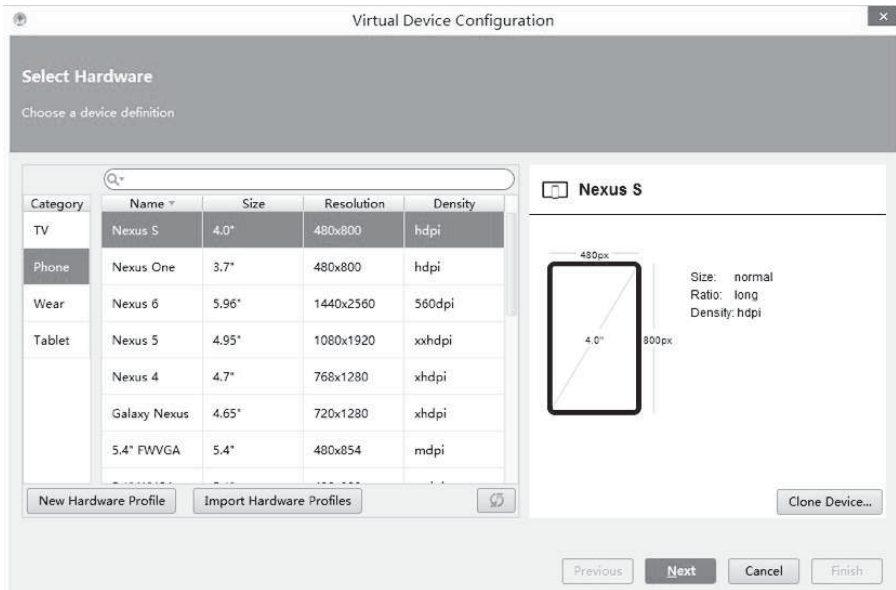 Virtual Device Configuration
Select Hardware
Choose a device definition
Category
TV
Phone
Wear
Tablet
Name Size Resolution Density
Nexus S 4.0" 480x800 hdpi
Nexus One 3.7" 480x800 hdpi
Nexus 6 5.96" 1440x2560 560dpi
Nexus 5 4.95" 1080x1920 xxhdpi
Nexus 4 4.7" 768x1280 xhdpi
Galaxy Nexus 4.65" 720x1280 xhdpi
5.4" FWVGA 5.4" 480x854 mdpi
New Hardware Profile Import Hardware Profiles
Nexus S
480px
4.0"
800px
Size: normal
Ratio: long
Density: hdpi
Clone Device...
Previous Next Cancel Finish